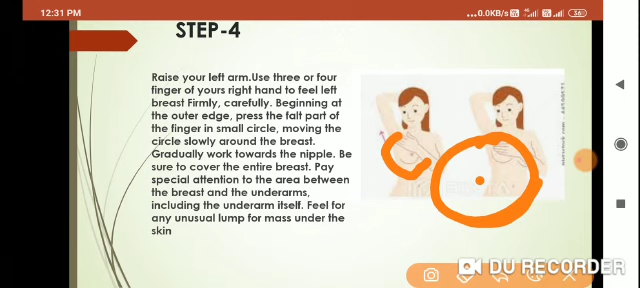 12:31 PM
...0.0KB/s
36
STEP-4
Raise your left arm.Use three or four
finger of yours right hand to feel left
breast Firmly, carefully. Beginning at
the outer edge, press the falt part of
the finger in small circle, moving the
circle slowly around the breast.
Gradually work towards the nipple. Be
sure to cover the entire breast. Pay
special attention to the area between
the breast and the underarms,
including the underarm itself. Feel for
any unusual lump for mass under the
skin
DU RECORDER